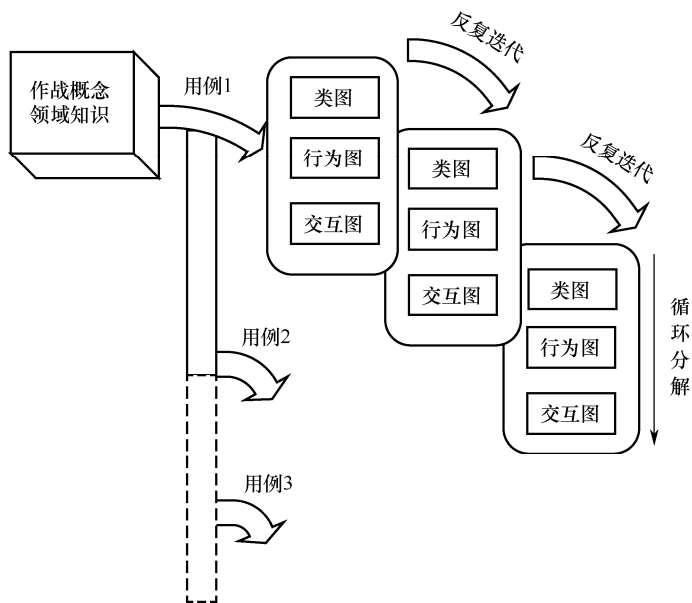 反复迭代
作战概念
领域知识
用例1
类图
行为图
交互图
反复迭代
类图
行为图
交互图
类图
行为图
交互图
循环分解
用例2
用例3